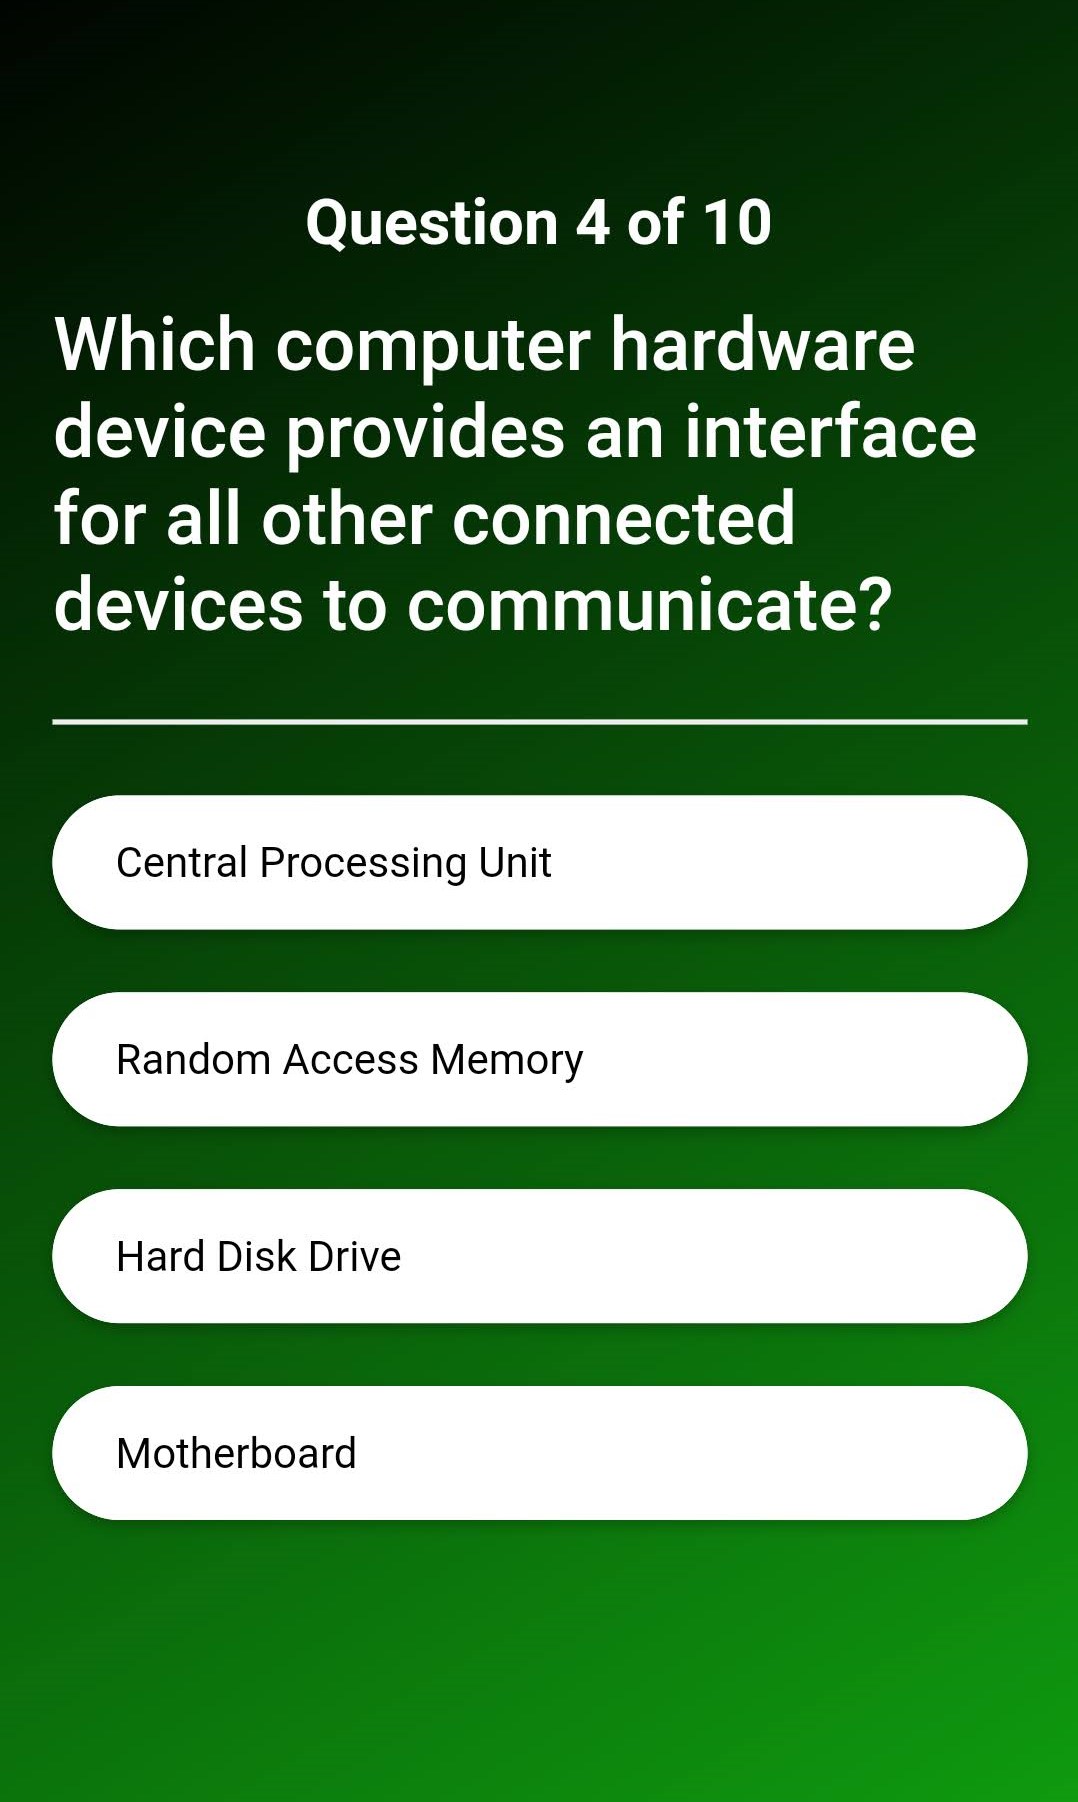 Question 4 of 10
Which computer hardware
device provides an interface
for all other connected
devices to communicate?
Central Processing Unit
Random Access Memory
Hard Disk Drive
Motherboard